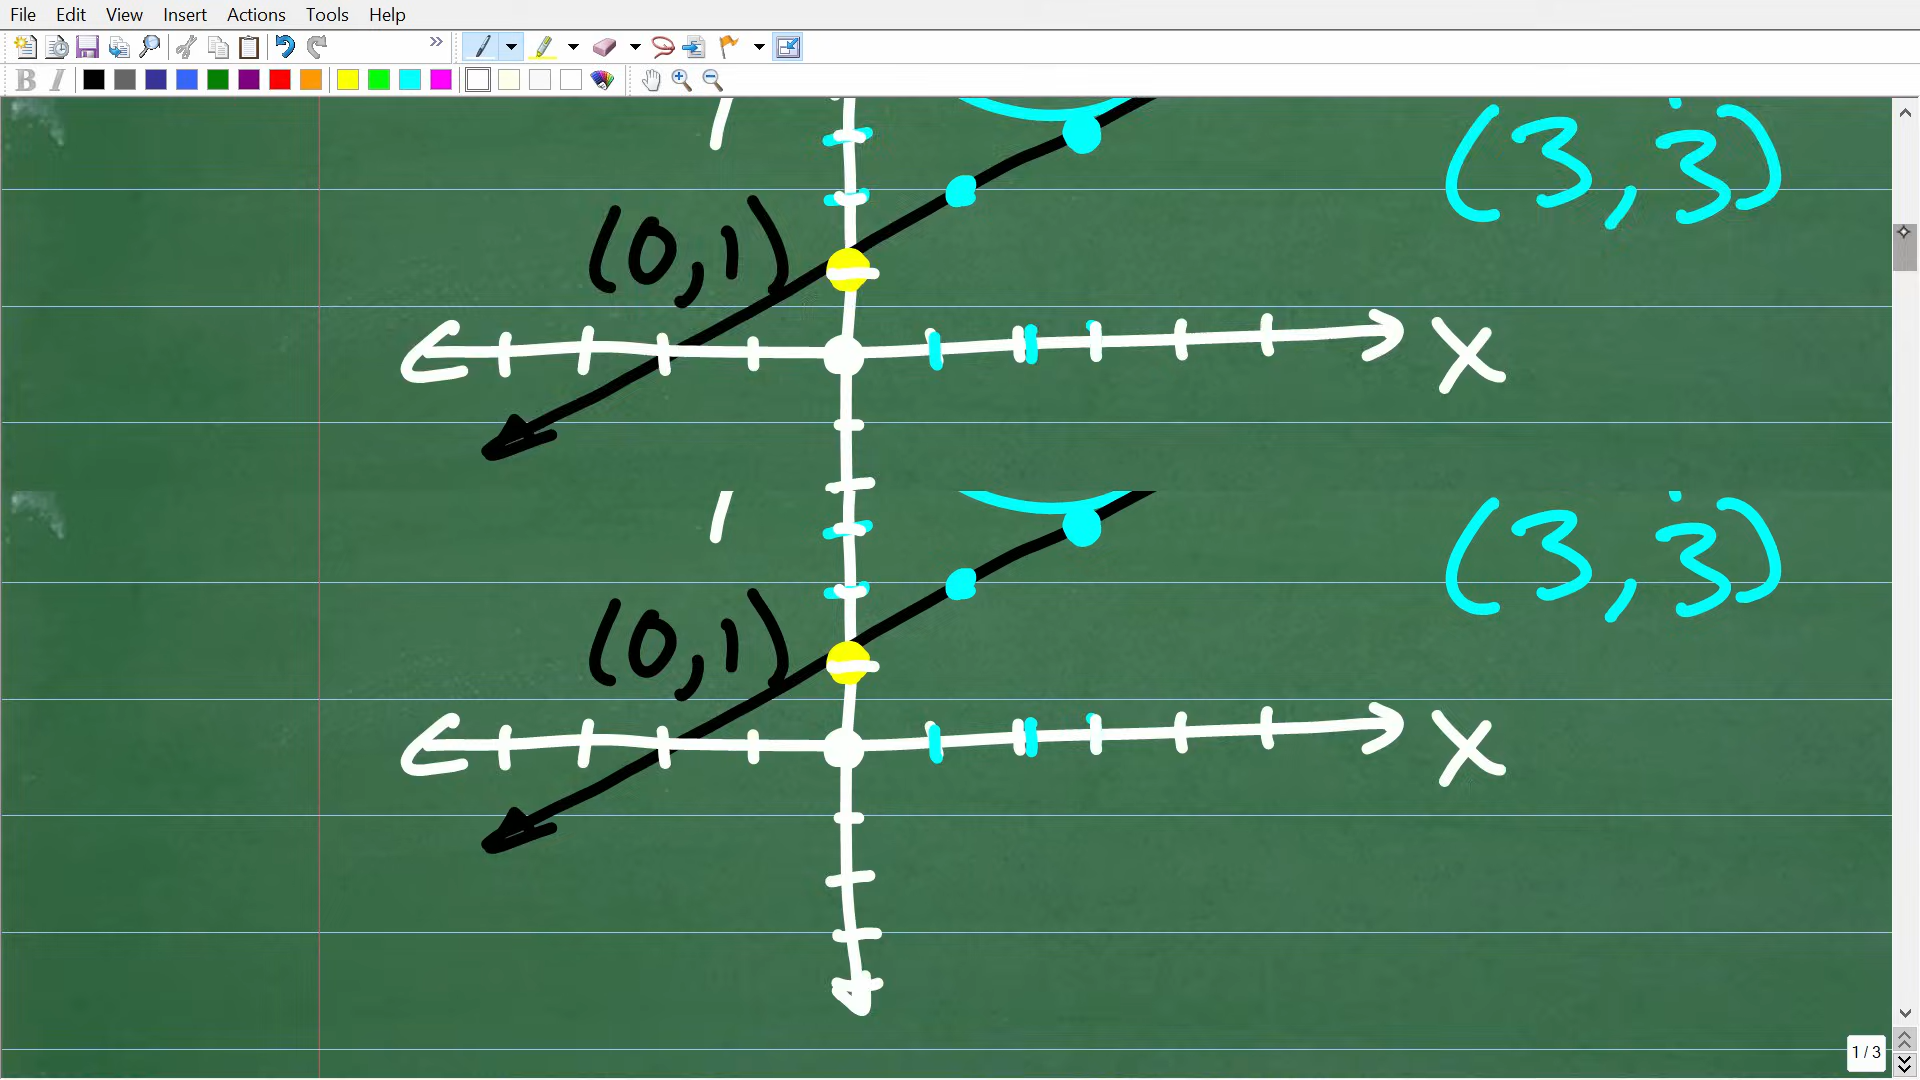 File Edit View Insert Actions Tools Help
B I
(3,3)
(0,1)
X
(3,3)
(0,1)
X
1 / 3